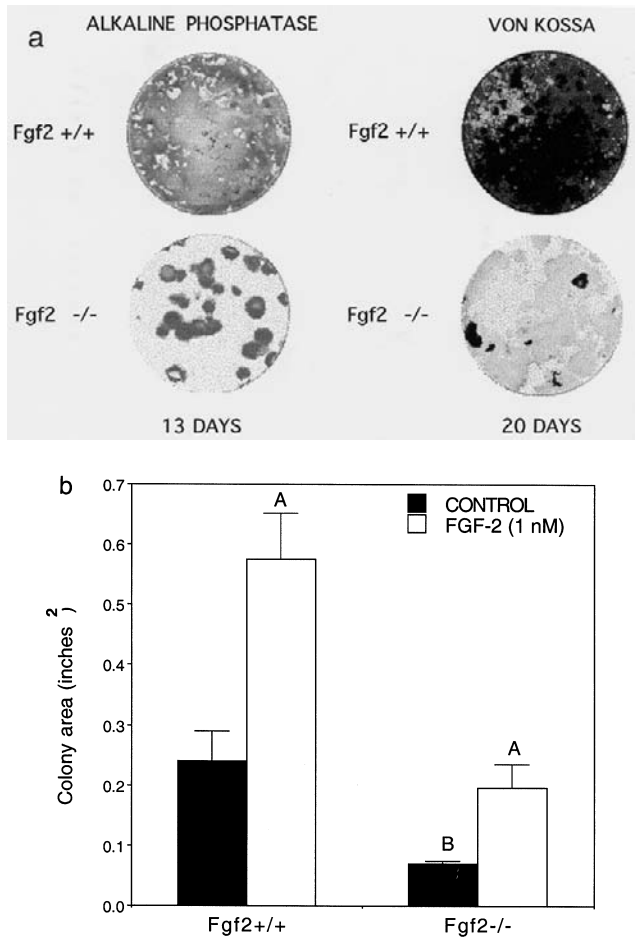 a
ALKALINE PHOSPHATASE VON KOSSA
Fgf2 +/+ Fgf2 +/+
Fgf2 -/- Fgf2 -/-
13 DAYS 20 DAYS
b
0.7
0.6
0.5
0.4
0.3
0.2
0.1
0.0
Colony area (inches 2 )
A
CONTROL
FGF-2 (1 nM)
A
B
Fgf2+/+ Fgf2-/-